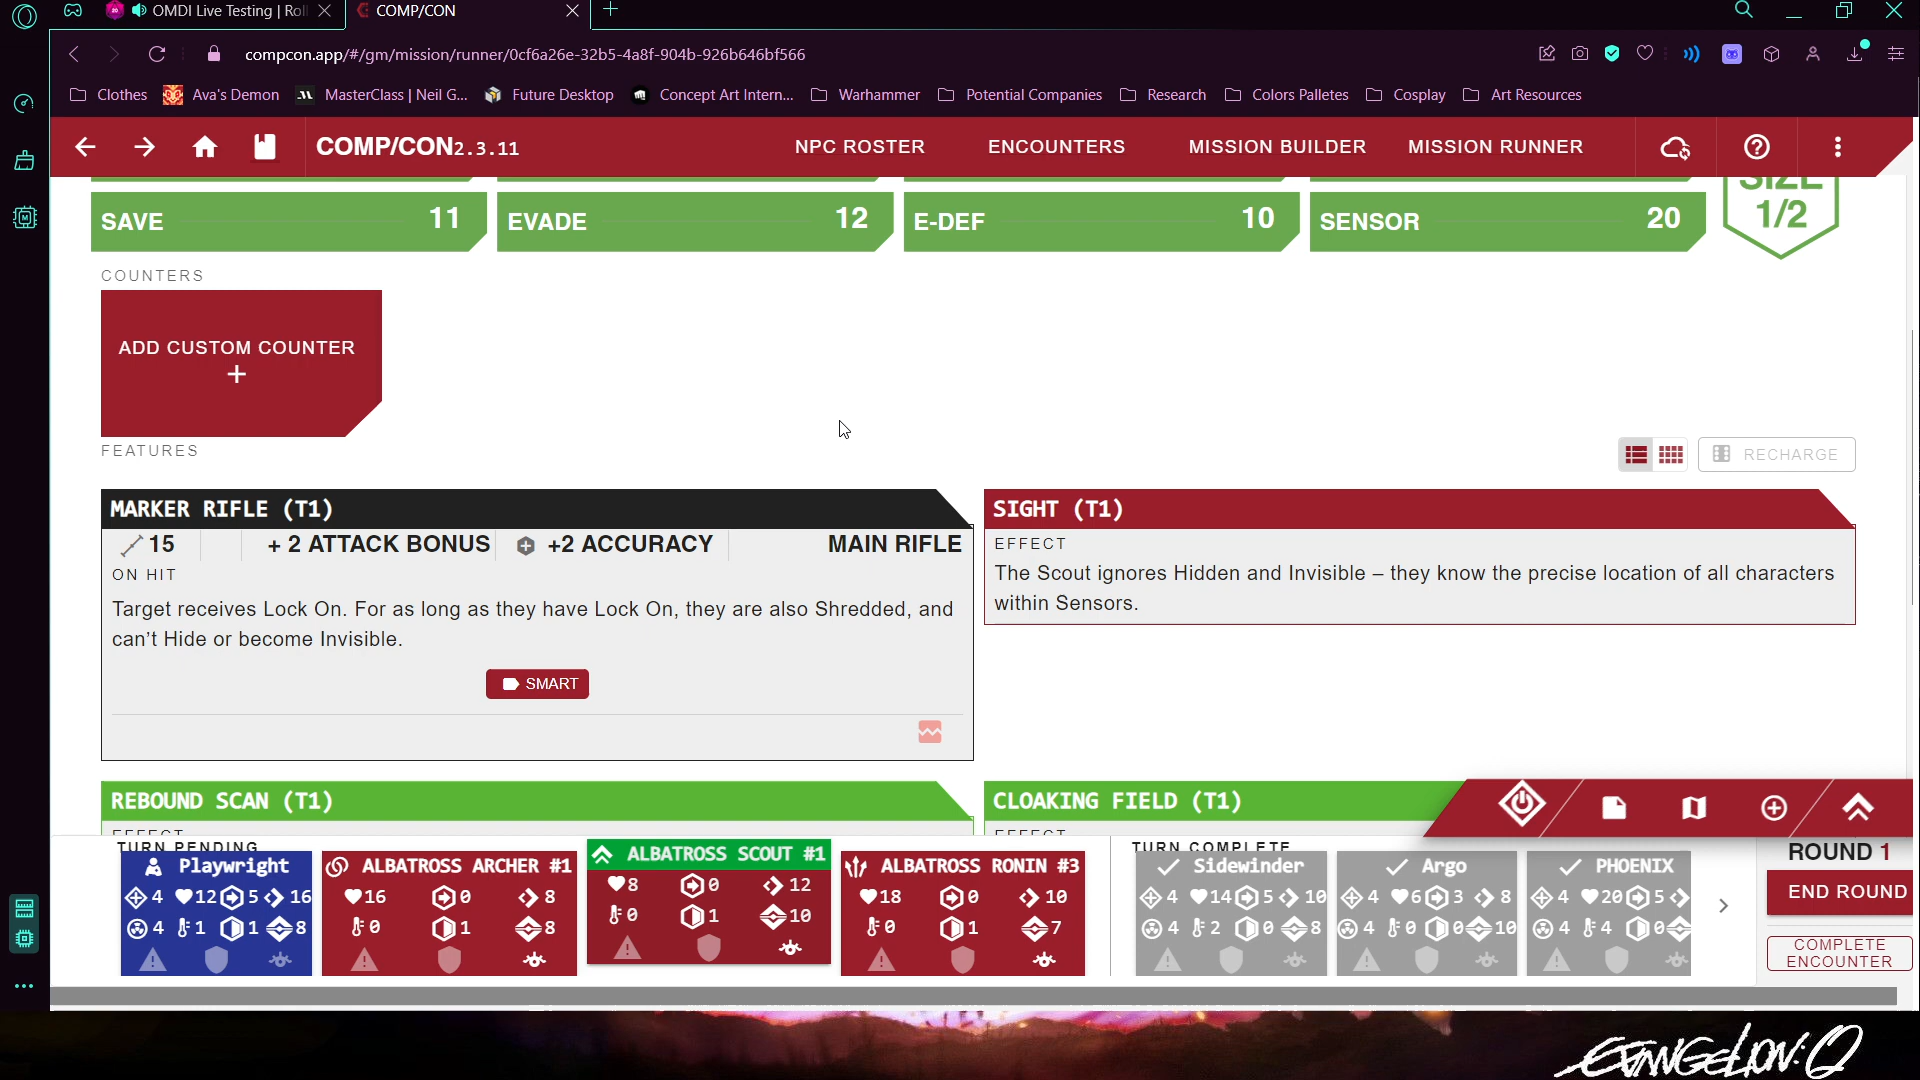 OMDI Live Testing | Rol
COMP/CON
compcon.app/#/gm/mission/runner/0cf6a26e-32b5-4a8f-904b-926b646bf566
Clothes Ava's Demon MasterClass | Neil G... Future Desktop Concept Art Intern... Warhammer Potential Companies Research Colors Palletes Cosplay Art Resources
COMP/CON2.3.11 NPC ROSTER ENCOUNTERS MISSION BUILDER MISSION RUNNER
SIZE
1/2
SAVE 11 EVADE 12 E-DEF 10 SENSOR 20
COUNTERS
ADD CUSTOM COUNTER
+
FEATURES
RECHARGE
MARKER RIFLE (T1)
15 + 2 ATTACK BONUS +2 ACCURACY MAIN RIFLE
ON HIT
Target receives Lock On. For as long as they have Lock On, they are also Shredded, and
can't Hide or become Invisible.
SMART
SIGHT (T1)
EFFECT
The Scout ignores Hidden and Invisible – they know the precise location of all characters
within Sensors.
REBOUND SCAN (T1)
EFFECT
CLOAKING FIELD (T1)
EFFECT
TURN PENDING
Playwright
4 12 5 16
4 1 1 8
ALBATROSS ARCHER #1
16 0 8
0 1 8
ALBATROSS SCOUT #1
8 0 12
0 1 10
ALBATROSS RONIN #3
18 0 10
0 1 7
TURN COMPLETE
Sidewinder
4 14 5 10
4 2 0 8
Argo
4 6 3 8
4 0 0 10
PHOENIX
4 20 5
4 4 0
ROUND 1
END ROUND
COMPLETE
ENCOUNTER
EVANGELION:Q